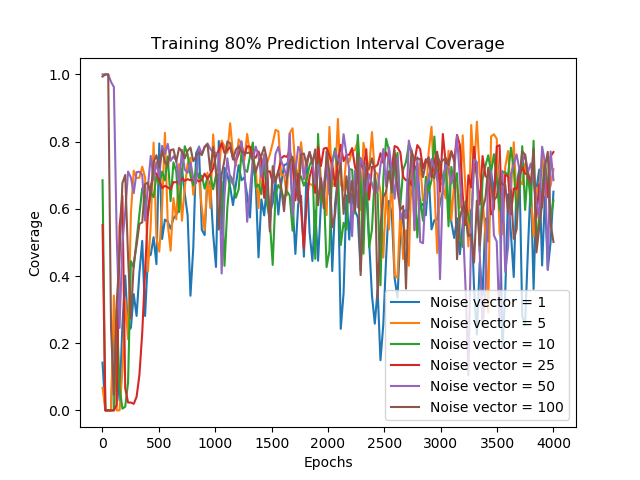 Training 80% Prediction Interval Coverage
1.0
0.8
0.6
0.4
0.2
0.0
Coverage
0 500 1000 1500 2000 2500 3000 3500 4000
Epochs
Noise vector = 1
Noise vector = 5
Noise vector = 10
Noise vector = 25
Noise vector = 50
Noise vector = 100